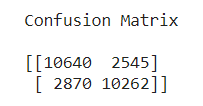 Confusion Matrix
[[10640 2545]
[ 2870 10262]]